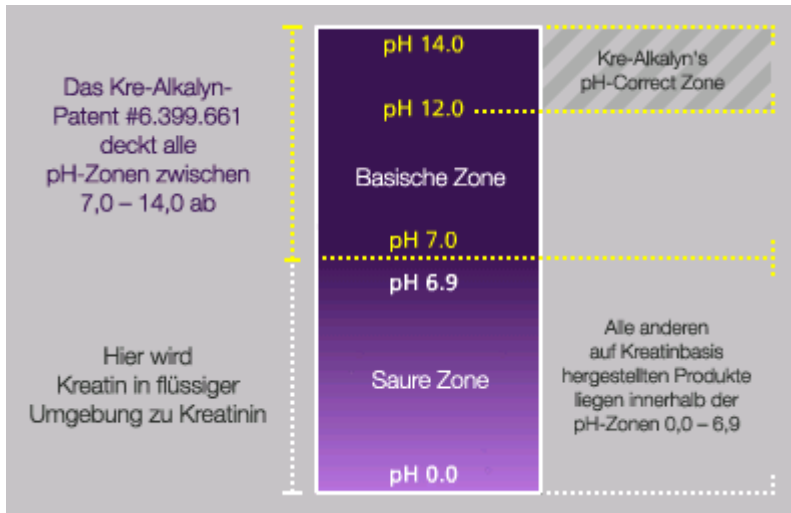 Das Kre-Alkalyn-
Patent #6.399.661
deckt alle
pH-Zonen zwischen
7,0 – 14,0 ab
Hier wird
Kreatin in flüssiger
Umgebung zu Kreatinin
pH 14.0
pH 12.0
Basische Zone
pH 7.0
pH 6.9
Saure Zone
pH 0.0
Kre-Alkalyn's
pH-Correct Zone
Alle anderen
auf Kreatinbasis
hergestellten Produkte
liegen innerhalb der
pH-Zonen 0,0 – 6,9